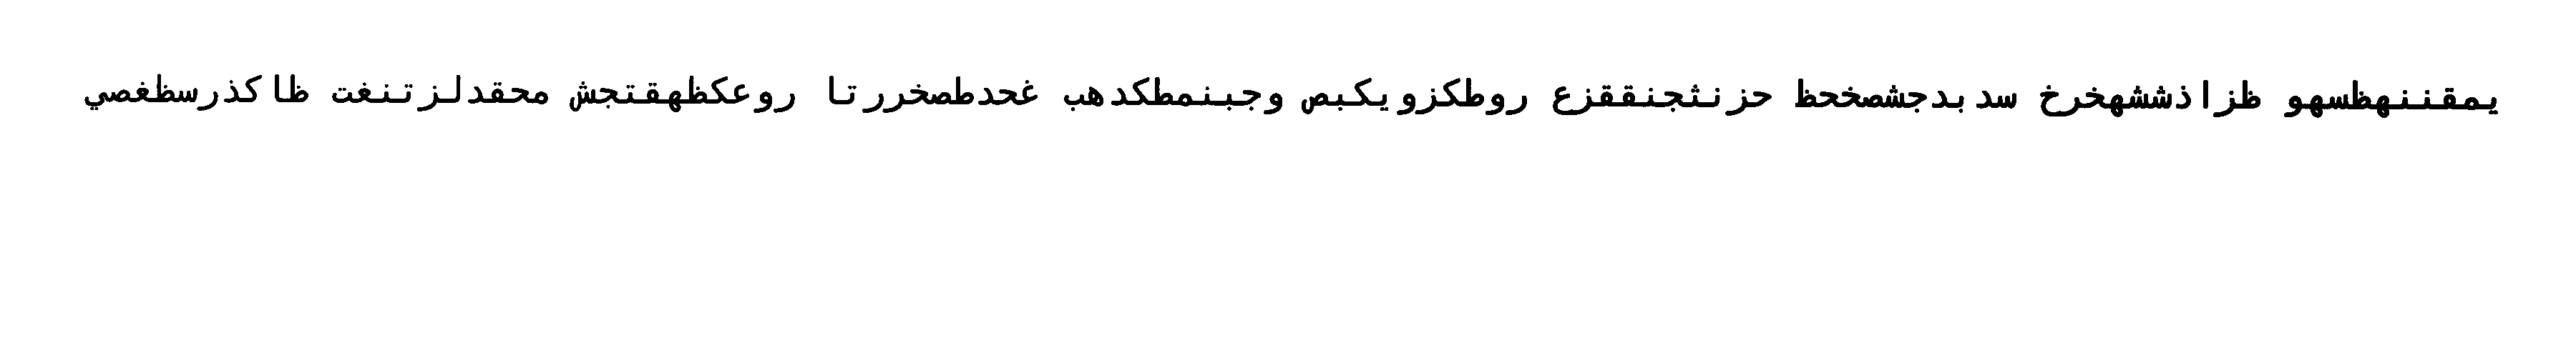 يمقننهظسهو ظزاذششهخرخ سدبدجشصخحظ حزنثجنققزع روطكزويكبص وجبنمطكدهب غحدطصخررتا روعكظهقتجش محقدلزتنغت ظاكذرسظغصي